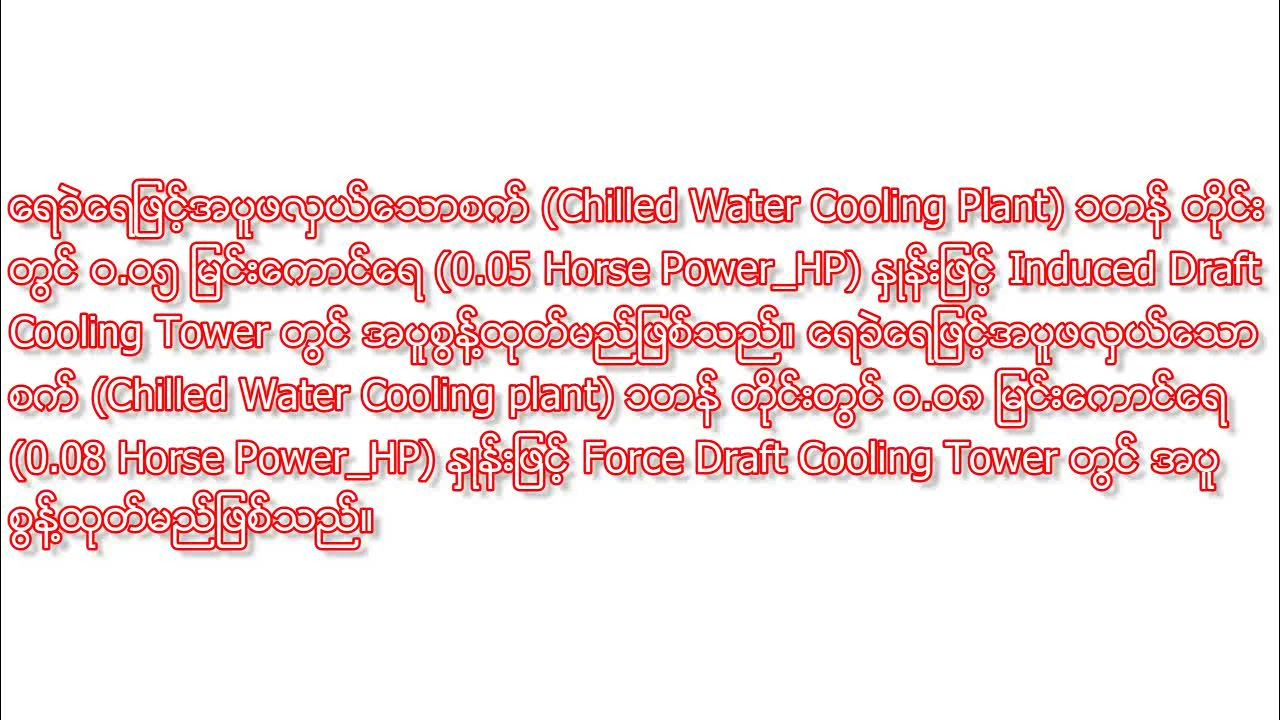 ရေခဲရေဖြင့်အပူဖလှယ်သောစက် (Chilled Water Cooling Plant) ၁တန် တိုင်း
တွင် ၀.၀၅ မြင်းကောင်ရေ (0.05 Horse Power_HP) နှုန်းဖြင့် Induced Draft
Cooling Tower တွင် အပူစွန့်ထုတ်မည်ဖြစ်သည်။ ရေခဲရေဖြင့်အပူဖလှယ်သော
စက် (Chilled Water Cooling plant) ၁တန် တိုင်းတွင် ၀.၀၈ မြင်းကောင်ရေ
(0.08 Horse Power_HP) နှုန်းဖြင့် Force Draft Cooling Tower တွင် အပူ
စွန့်ထုတ်မည်ဖြစ်သည်။